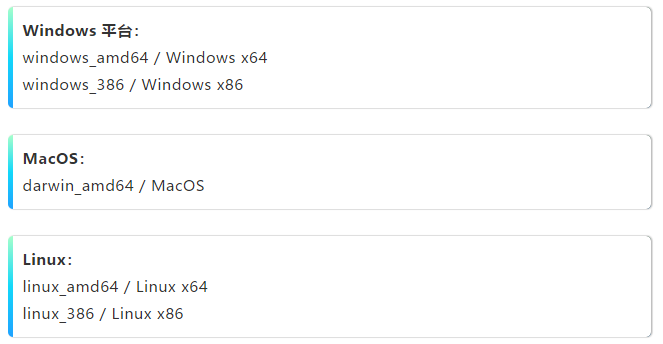 Windows 平台：
windows_amd64 / Windows x64
windows_386 / Windows x86
MacOS：
darwin_amd64 / MacOS
Linux：
linux_amd64 / Linux x64
linux_386 / Linux x86